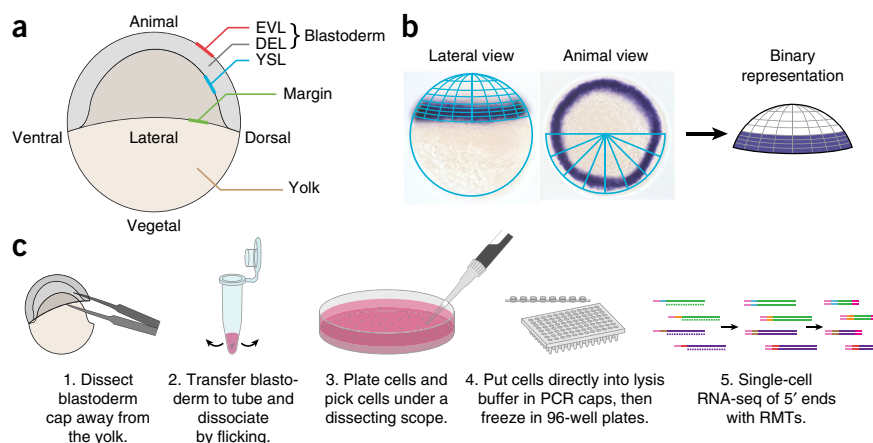 a
Animal
EVL
DEL
Blastoderm
YSL
Margin
Ventral
Lateral
Dorsal
Yolk
Vegetal
b
Lateral view
Animal view
Binary
representation
c
1. Dissect
blastoderm
cap away from
the yolk.
2. Transfer blasto-
derm to tube and
dissociate
by flicking.
3. Plate cells and
pick cells under a
dissecting scope.
4. Put cells directly into lysis
buffer in PCR caps, then
freeze in 96-well plates.
5. Single-cell
RNA-seq of 5′ ends
with RMTs.